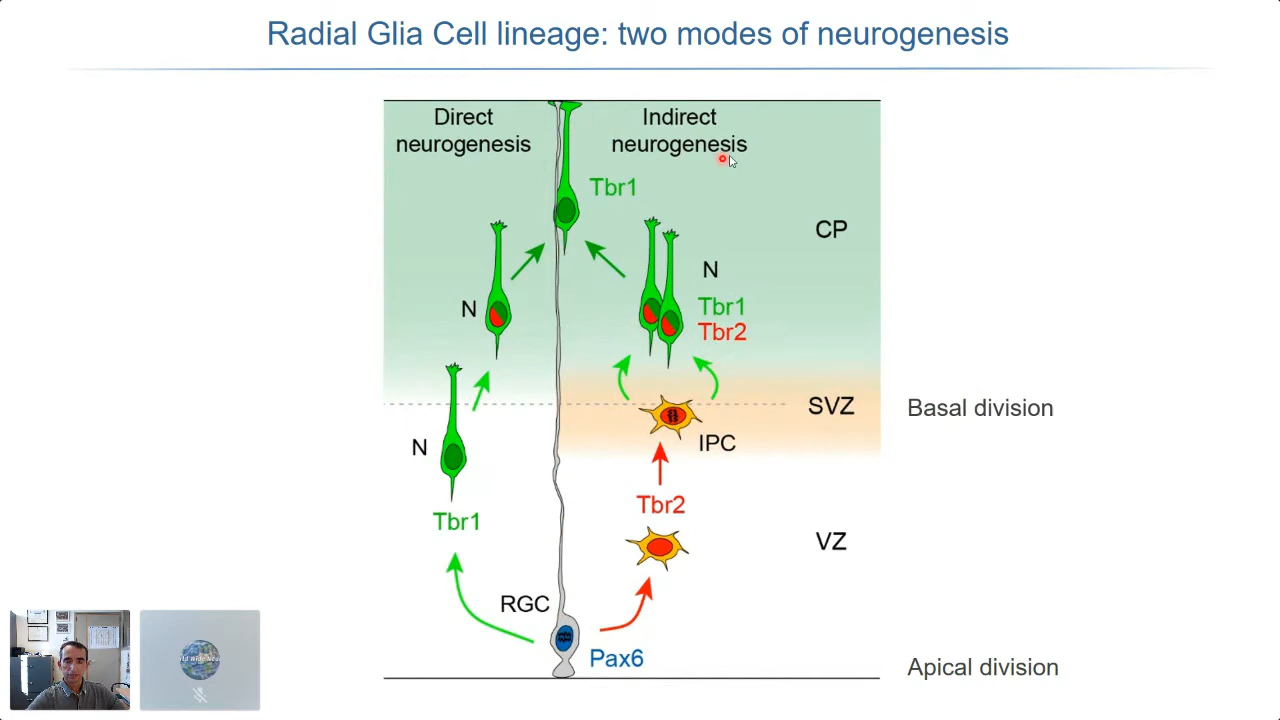 Radial Glia Cell lineage: two modes of neurogenesis
Direct
neurogenesis
Indirect
neurogenesis
Tbr1
CP
N
N
Tbr1
Tbr2
SVZ
Basal division
IPC
N
Tbr2
Tbr1
VZ
RGC
Pax6
Apical division